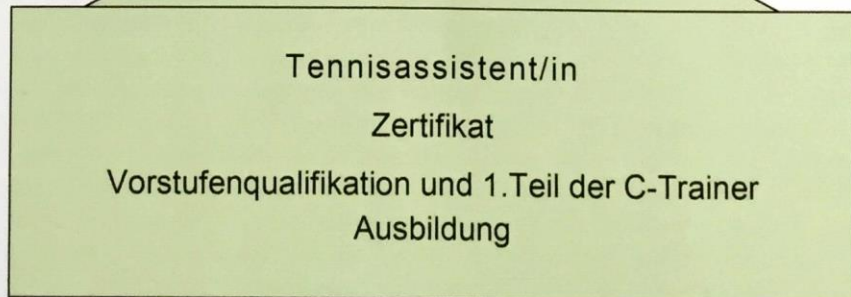 Tennisassistent/in
Zertifikat
Vorstufenqualifikation und 1.Teil der C-Trainer
Ausbildung